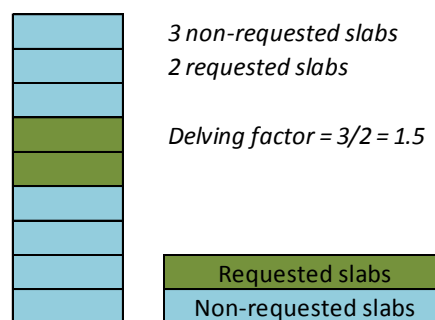 3 non-requested slabs
2 requested slabs
Delving factor = 3/2 = 1.5
Requested slabs
Non-requested slabs